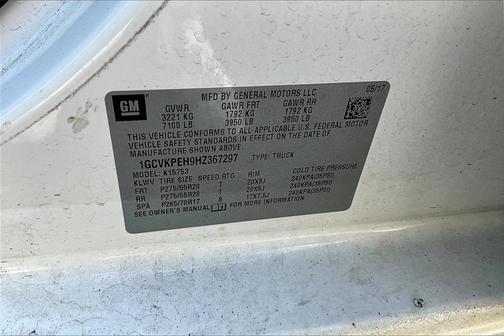 GM
MFD BY GENERAL MOTORS LLC
05/17
GVWR GAWR FRT GAWR RR
3221 KG 1792 KG 1792 KG
7100 LB 3950 LB 3950 LB
THIS VEHICLE CONFORMS TO ALL APPLICABLE U.S. FEDERAL MOTOR
VEHICLE SAFETY STANDARDS IN EFFECT ON THE DATE OF
MANUFACTURE SHOWN ABOVE.
1GCVKPEH9HZ367297 TYPE: TRUCK
MODEL: K15753
KLWV TIRE SIZE SPEED RTG RIM COLD TIRE PRESSURE
FRT P275/55R20 T 20X9J 240KPA(35PSI)
RR P275/55R20 T 20X9J 240KPA(35PSI)
SPA P265/70R17 S 17X7.5J 240KPA(35PSI)
SEE OWNER'S MANUAL FOR MORE INFORMATION.